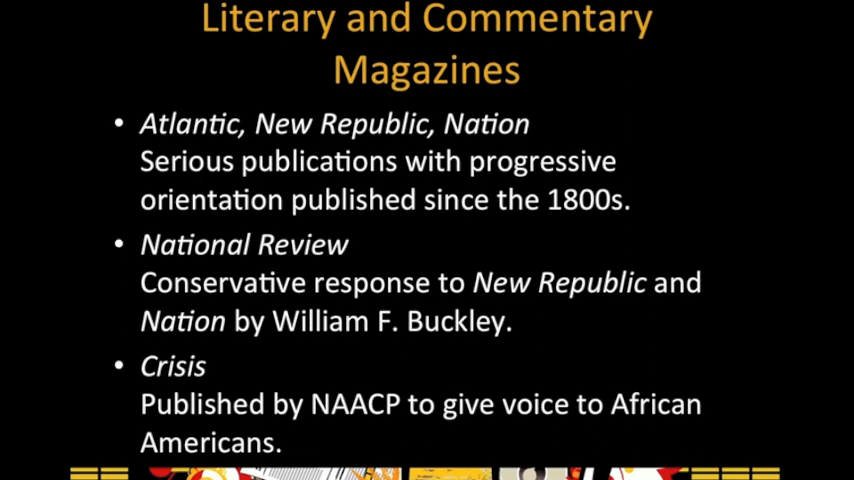 Literary and Commentary
Magazines
• Atlantic, New Republic, Nation
Serious publications with progressive
orientation published since the 1800s.
• National Review
Conservative response to New Republic and
Nation by William F. Buckley.
• Crisis
Published by NAACP to give voice to African
Americans.